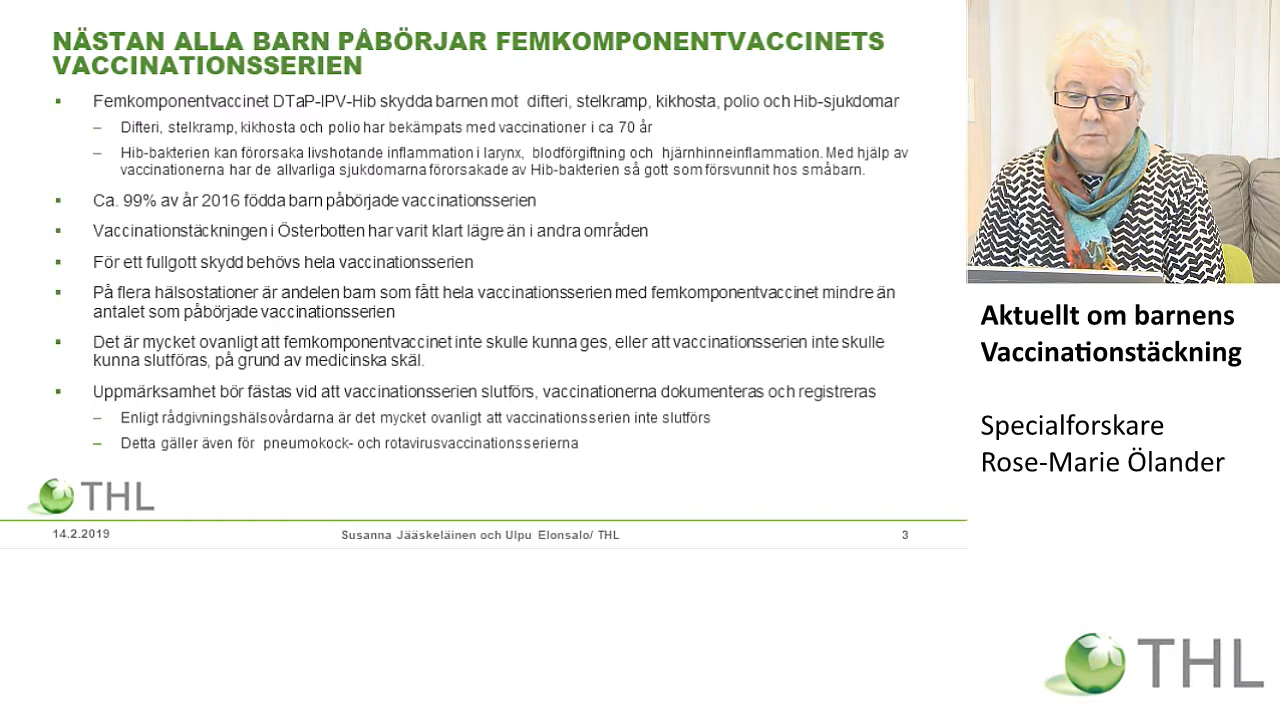 NÄSTAN ALLA BARN PÅBÖRJAR FEMKOMPONENTVACCINETS
VACCINATIONSSERIEN
▪ Femkomponentvaccinet DTaP-IPV-Hib skydda barnen mot difteri, stelkramp, kikhosta, polio och Hib-sjukdomar
– Difteri, stelkramp, kikhosta och polio har bekämpats med vaccinationer i ca 70 år
– Hib-bakterien kan förorsaka livshotande inflammation i larynx, blodförgiftning och hjärnhinneinflammation. Med hjälp av
vaccinationerna har de allvarliga sjukdomarna förorsakade av Hib-bakterien så gott som försvunnit hos småbarn.
▪ Ca. 99% av år 2016 födda barn påbörjade vaccinationsserien
▪ Vaccinationstäckningen i Österbotten har varit klart lägre än i andra områden
▪ För ett fullgott skydd behövs hela vaccinationsserien
▪ På flera hälsostationer är andelen barn som fått hela vaccinationsserien med femkomponentvaccinet mindre än
antalet som påbörjade vaccinationsserien
▪ Det är mycket ovanligt att femkomponentvaccinet inte skulle kunna ges, eller att vaccinationsserien inte skulle
kunna slutföras, på grund av medicinska skäl.
▪ Uppmärksamhet bör fästas vid att vaccinationsserien slutförs, vaccinationerna dokumenteras och registreras
– Enligt rådgivningshälsovårdarna är det mycket ovanligt att vaccinationsserien inte slutförs
– Detta gäller även för pneumokock- och rotavirusvaccinationsserierna
THL
14.2.2019
Susanna Jääskeläinen och Ulpu Elonsalo/ THL
3
Aktuellt om barnens
Vaccinationstäckning
Specialforskare
Rose-Marie Ölander
THL